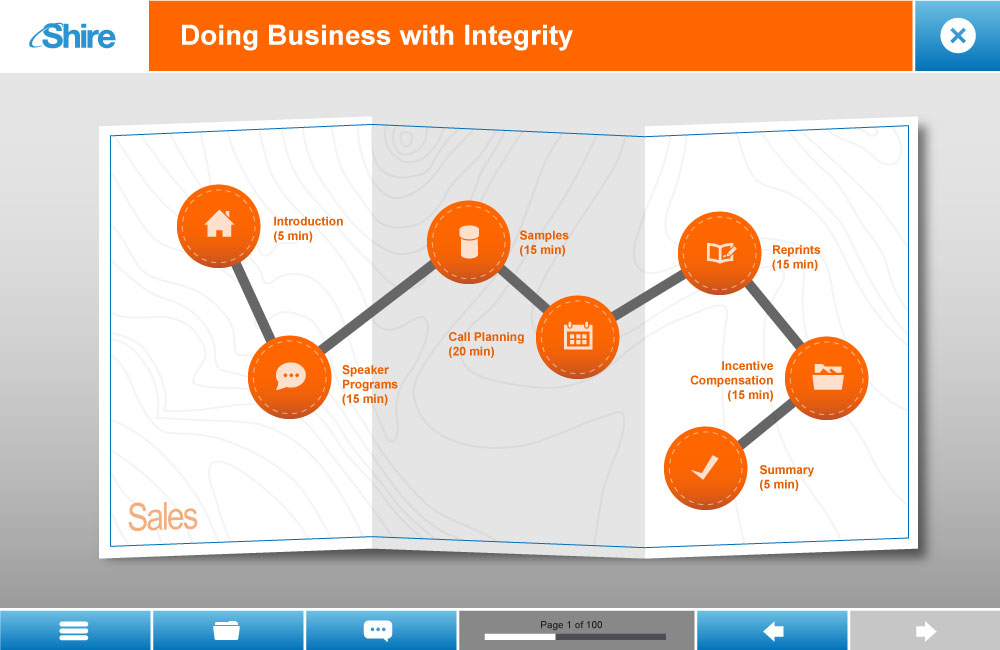 Shire
Doing Business with Integrity
Introduction
(5 min)
Speaker
Programs
(15 min)
Samples
(15 min)
Call Planning
(20 min)
Reprints
(15 min)
Incentive
Compensation
(15 min)
Summary
(5 min)
Sales
Page 1 of 100